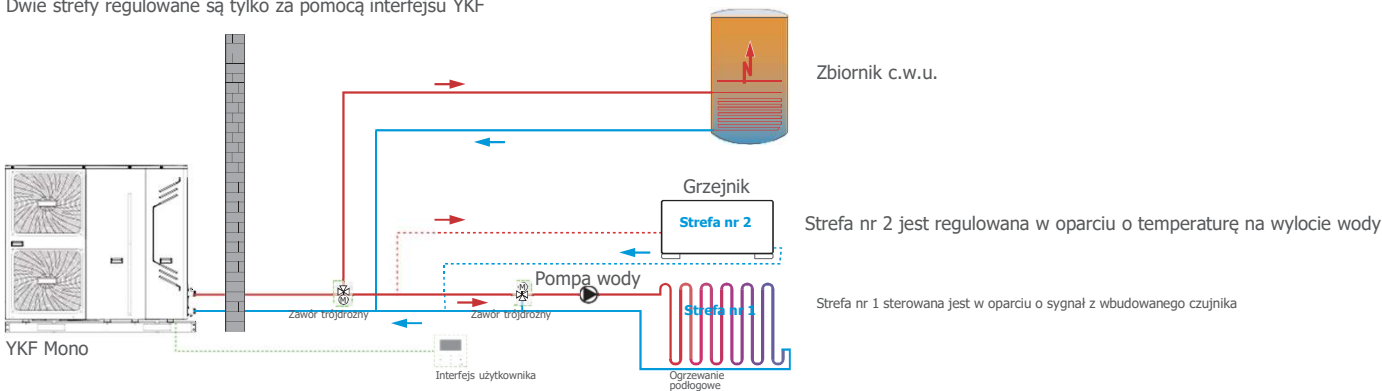 Dwie strefy regulowane są tylko za pomocą interfejsu YKF
Zbiornik c.w.u.
Grzejnik
Strefa nr 2
Strefa nr 2 jest regulowana w oparciu o temperaturę na wylocie wody
Pompa wody
Strefa nr 1
Strefa nr 1 sterowana jest w oparciu o sygnał z wbudowanego czujnika
M
M
Zawór trójdrożny
Zawór trójdrożny
YKF Mono
Interfejs użytkownika
Ogrzewanie
podłogowe